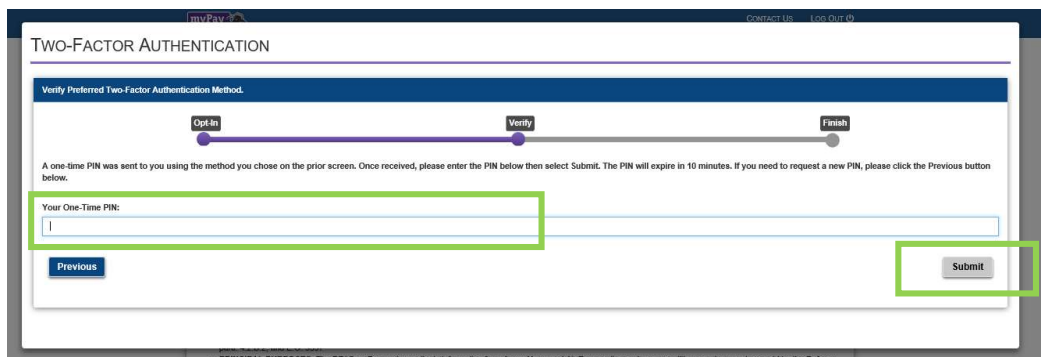 myPay
CONTACT US LOG OUT
TWO-FACTOR AUTHENTICATION
Verify Preferred Two-Factor Authentication Method.
Opt-In Verify Finish
A one-time PIN was sent to you using the method you chose on the prior screen. Once received, please enter the PIN below then select Submit. The PIN will expire in 10 minutes. If you need to request a new PIN, please click the Previous button
below.
Your One-Time PIN:
Previous Submit